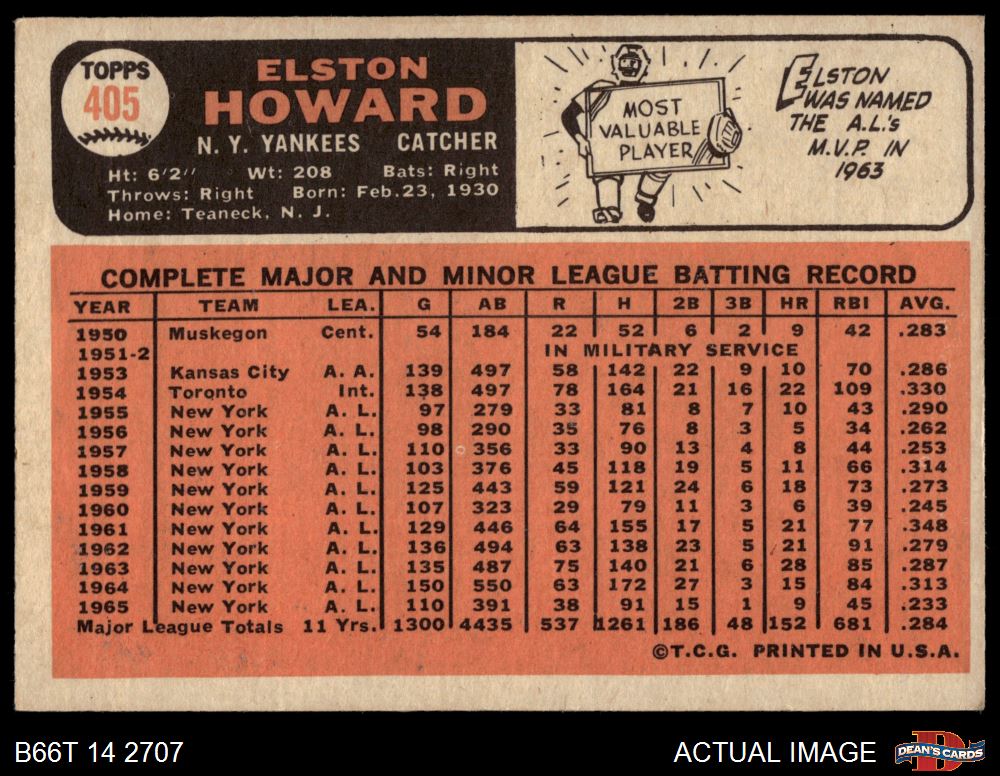 TOPPS
405
ELSTON
HOWARD
N. Y. YANKEES CATCHER
Ht: 6'2" Wt: 208 Bats: Right
Throws: Right Born: Feb. 23, 1930
Home: Teaneck, N. J.
MOST
VALUABLE
PLAYER
ELSTON
WAS NAMED
THE A.L.'s
M.V.P. IN
1963
COMPLETE MAJOR AND MINOR LEAGUE BATTING RECORD
YEAR TEAM LEA. G AB R H 2B 3B HR RBI AVG.
1950 Muskegon Cent. 54 184 22 52 6 2 9 42 .283
1951-2 IN MILITARY SERVICE
1953 Kansas City A. A. 139 497 58 142 22 9 10 70 .286
1954 Toronto Int. 138 497 78 164 21 16 22 109 .330
1955 New York A. L. 97 279 33 81 8 7 10 43 .290
1956 New York A. L. 98 290 35 76 8 3 5 34 .262
1957 New York A. L. 110 356 33 90 13 4 8 44 .253
1958 New York A. L. 103 376 45 118 19 5 11 66 .314
1959 New York A. L. 125 443 59 121 24 6 18 73 .273
1960 New York A. L. 107 323 29 79 11 3 6 39 .245
1961 New York A. L. 129 446 64 155 17 5 21 77 .348
1962 New York A. L. 136 494 63 138 23 5 21 91 .279
1963 New York A. L. 135 487 75 140 21 6 28 85 .287
1964 New York A. L. 150 550 63 172 27 3 15 84 .313
1965 New York A. L. 110 391 38 91 15 1 9 45 .233
Major League Totals 11 Yrs. 1300 4435 537 1261 186 48 152 681 .284
©T.C.G. PRINTED IN U.S.A.
B66T 14 2707 ACTUAL IMAGE DEAN'S CARDS